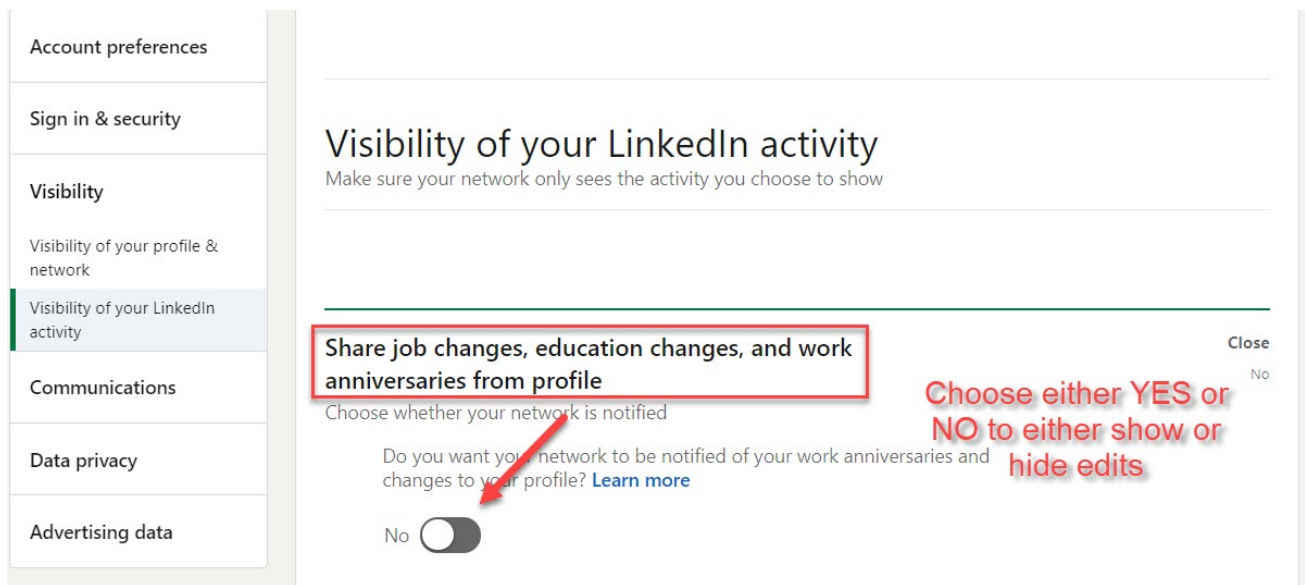 Account preferences
Sign in & security
Visibility
Visibility of your profile &
network
Visibility of your LinkedIn
activity
Communications
Data privacy
Advertising data
Visibility of your LinkedIn activity
Make sure your network only sees the activity you choose to show
Share job changes, education changes, and work
anniversaries from profile
Close
No
Choose whether your network is notified
Do you want your network to be notified of your work anniversaries and
changes to your profile? Learn more
No
Choose either YES or
NO to either show or
hide edits